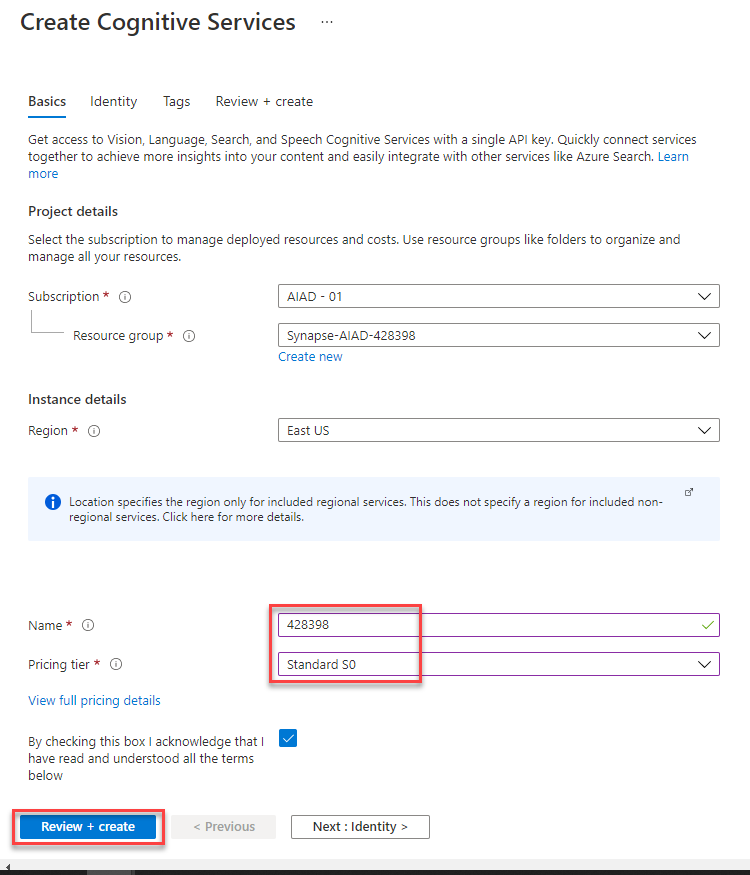 Create Cognitive Services ...
Basics Identity Tags Review + create
Get access to Vision, Language, Search, and Speech Cognitive Services with a single API key. Quickly connect services
together to achieve more insights into your content and easily integrate with other services like Azure Search. Learn
more
Project details
Select the subscription to manage deployed resources and costs. Use resource groups like folders to organize and
manage all your resources.
Subscription * AIAD - 01
Resource group * Synapse-AIAD-428398
Create new
Instance details
Region * East US
Location specifies the region only for included regional services. This does not specify a region for included non-
regional services. Click here for more details.
Name * 428398
Pricing tier * Standard S0
View full pricing details
By checking this box I acknowledge that I
have read and understood all the terms
below
Review + create < Previous Next : Identity >